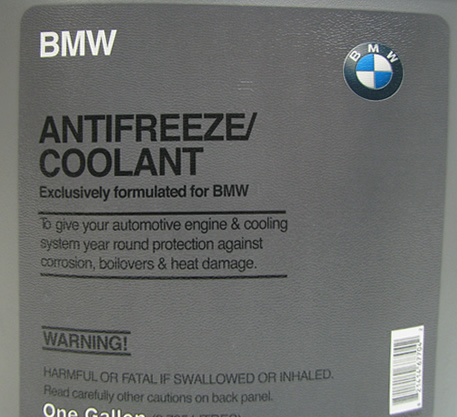 BMW
BMW
ANTIFREEZE/
COOLANT
Exclusively formulated for BMW
To give your automotive engine & cooling
system year round protection against
corrosion, boilovers & heat damage.
WARNING!
HARMFUL OR FATAL IF SWALLOWED OR INHALED.
Read carefully other cautions on back panel.
One Gallon